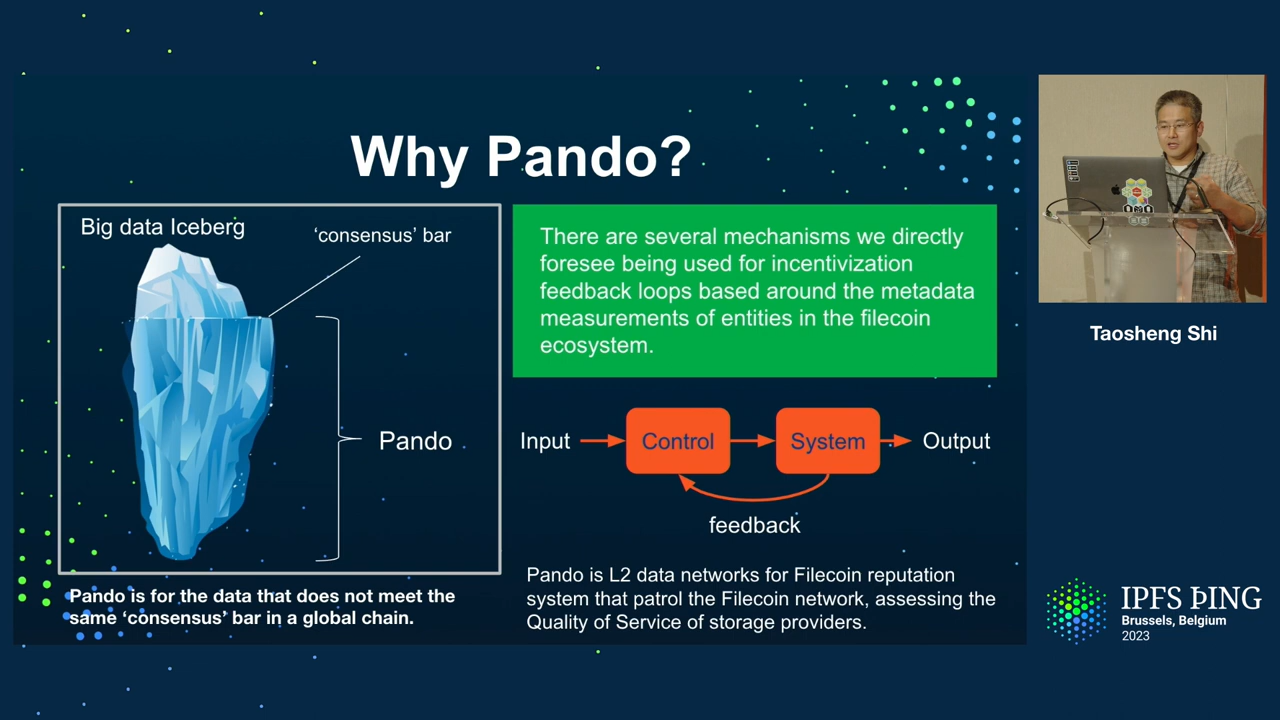 Why Pando?
Big data Iceberg
‘consensus’ bar
Pando
Pando is for the data that does not meet the
same ‘consensus’ bar in a global chain.
There are several mechanisms we directly
foresee being used for incentivization
feedback loops based around the metadata
measurements of entities in the filecoin
ecosystem.
Input
Control
System
Output
feedback
Pando is L2 data networks for Filecoin reputation
system that patrol the Filecoin network, assessing the
Quality of Service of storage providers.
Taosheng Shi
IPFS ÞING
Brussels, Belgium
2023